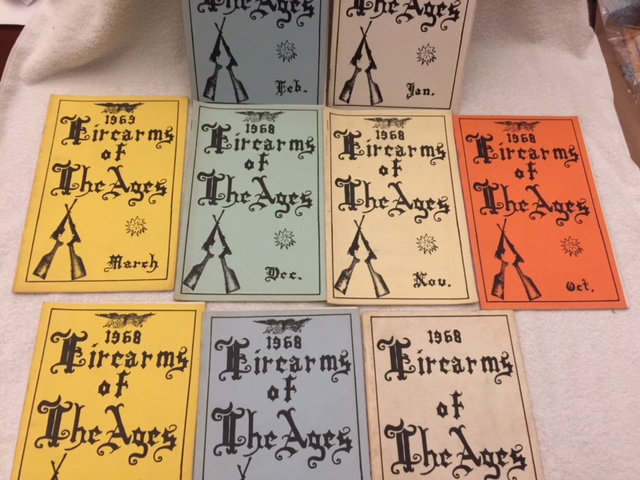 The Ages
Feb.
The Ages
Jan.
1969
Firearms
of
The Ages
March
1968
Firearms
of
The Ages
Dec.
1968
Firearms
of
The Ages
Nov.
1968
Firearms
of
The Ages
Oct.
1968
Firearms
of
The Ages
1968
Firearms
of
The Ages
1968
Firearms
of
The Ages